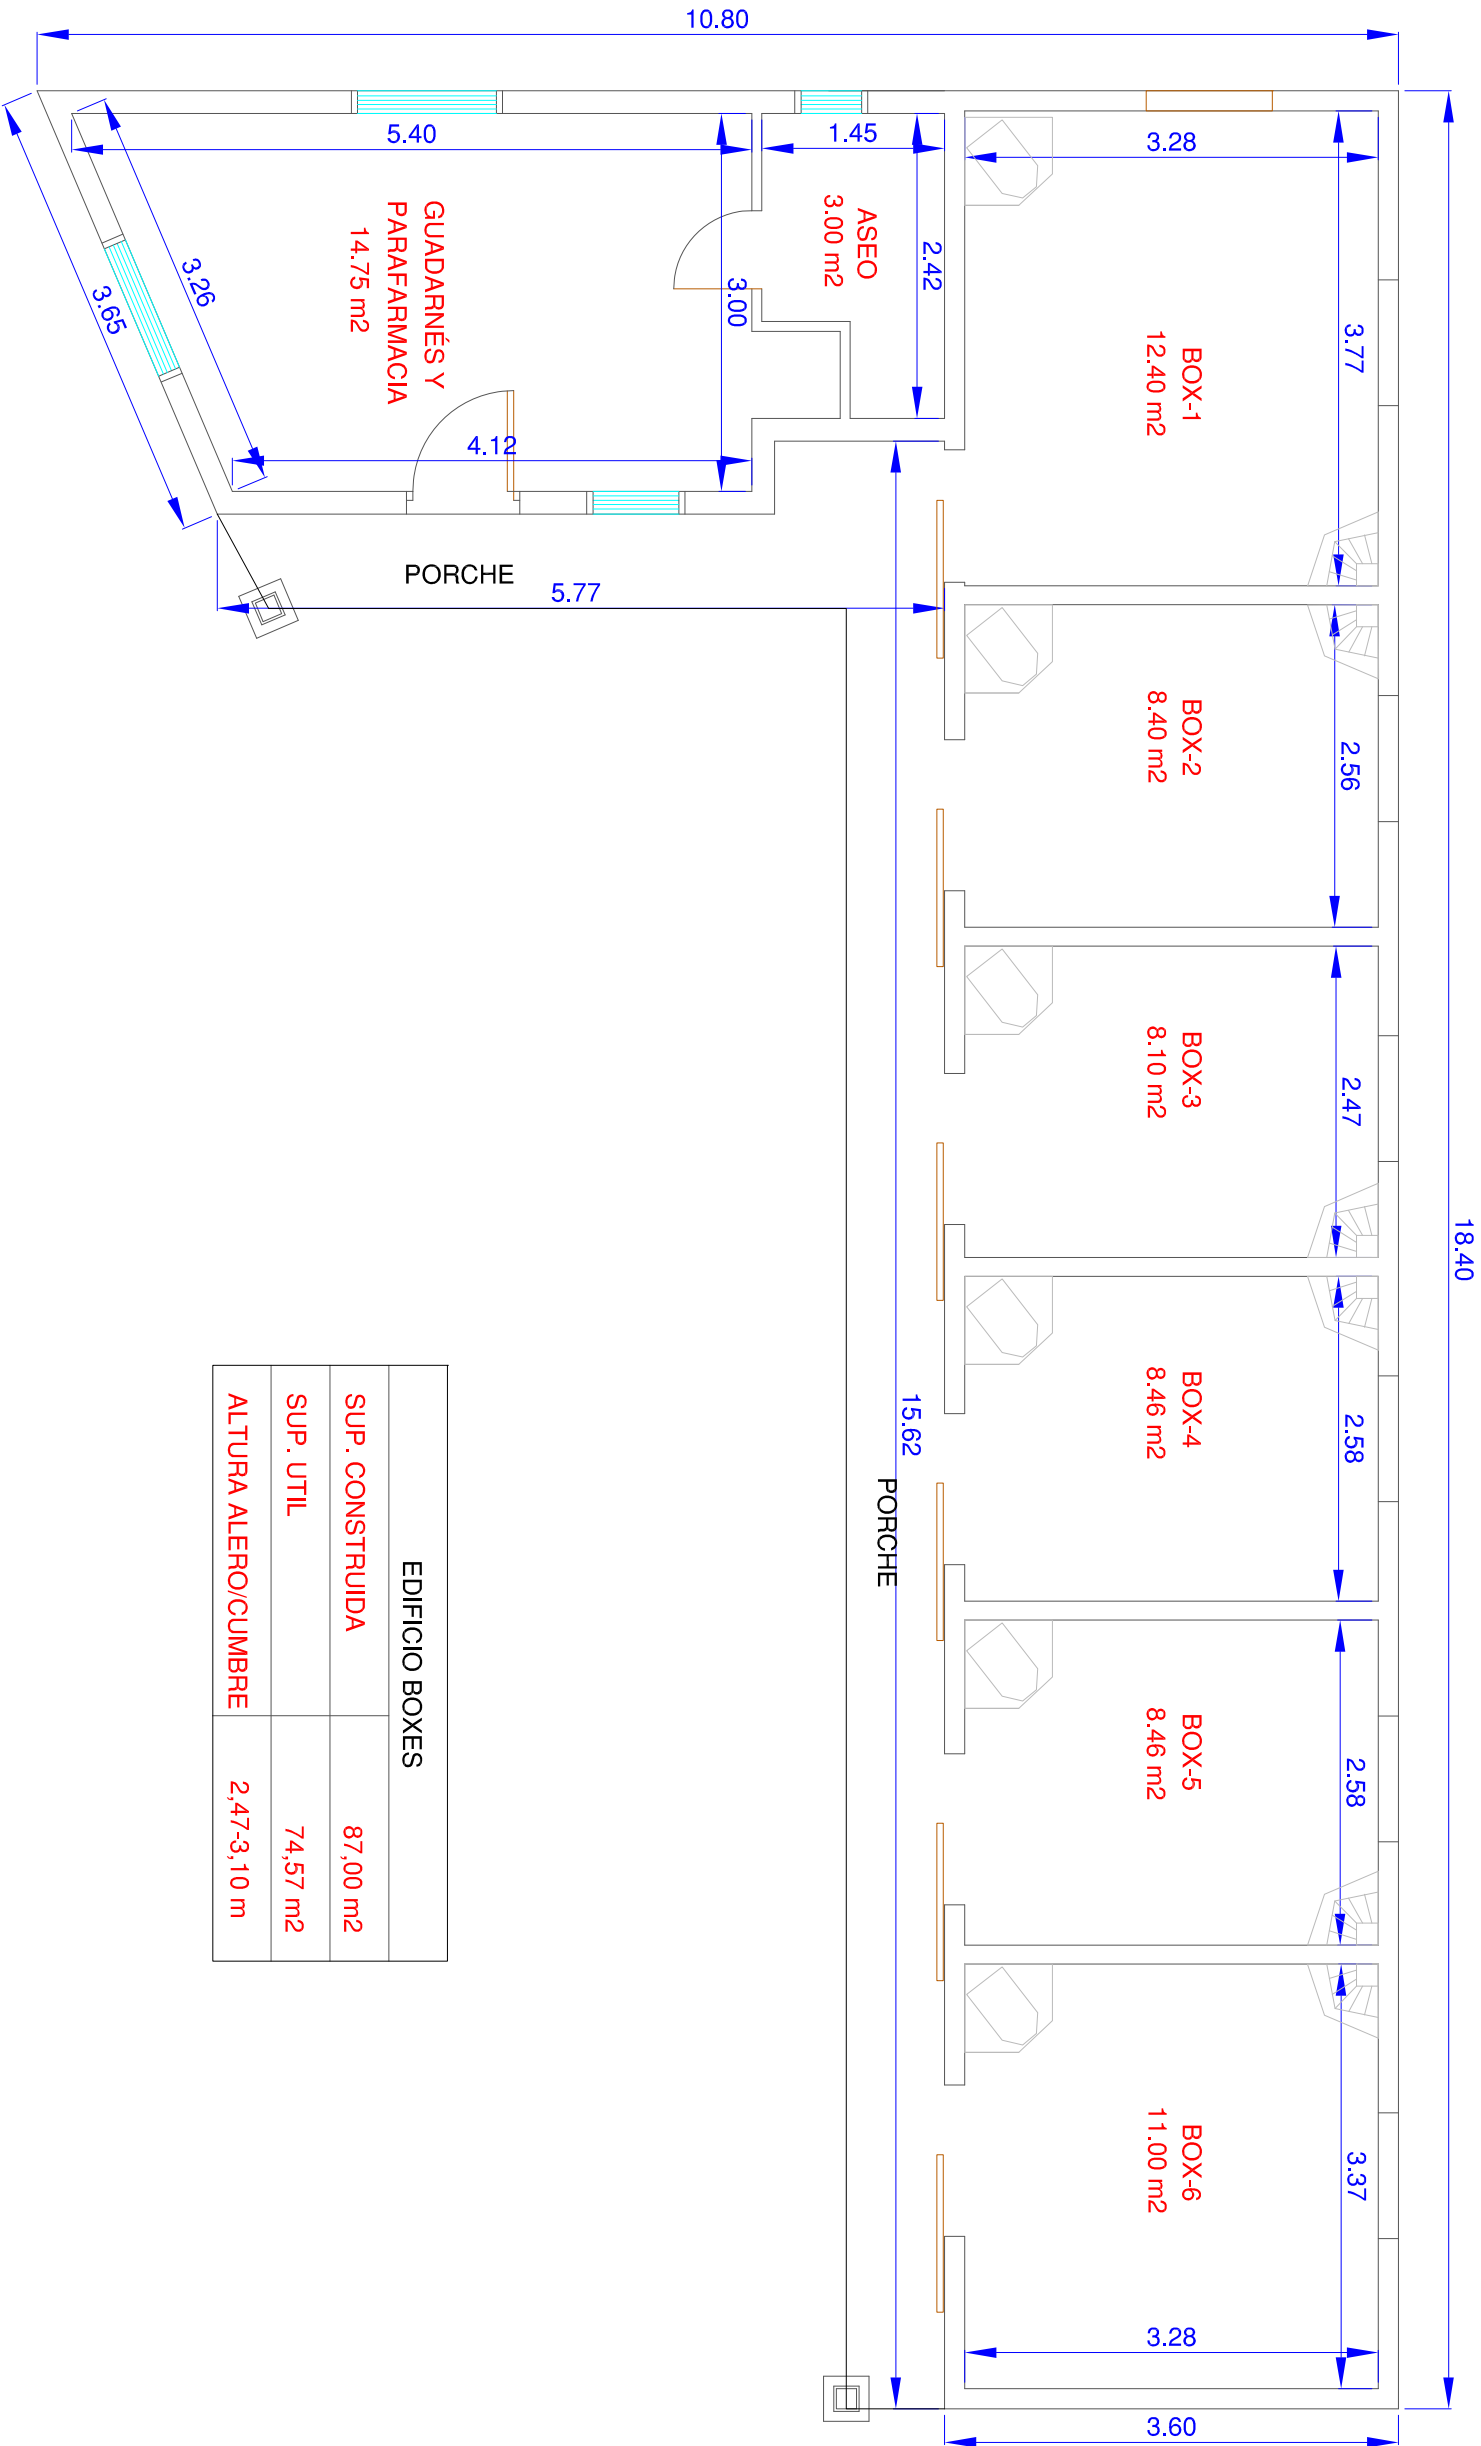 10.80
18.40
5.40
1.45
3.28
3.77
2.42
3.00
3.26
3.65
4.12
5.77
GUADARNÉS Y
PARAFARMACIA
14.75 m2
ASEO
3.00 m2
BOX-1
12.40 m2
PORCHE
BOX-2
8.40 m2
2.56
BOX-3
8.10 m2
2.47
BOX-4
8.46 m2
2.58
15.62
PORCHE
BOX-5
8.46 m2
2.58
BOX-6
11.00 m2
3.37
3.28
3.60
EDIFICIO BOXES
SUP. CONSTRUIDA 87,00 m2
SUP. UTIL 74,57 m2
ALTURA ALERO/CUMBRE 2,47-3,10 m